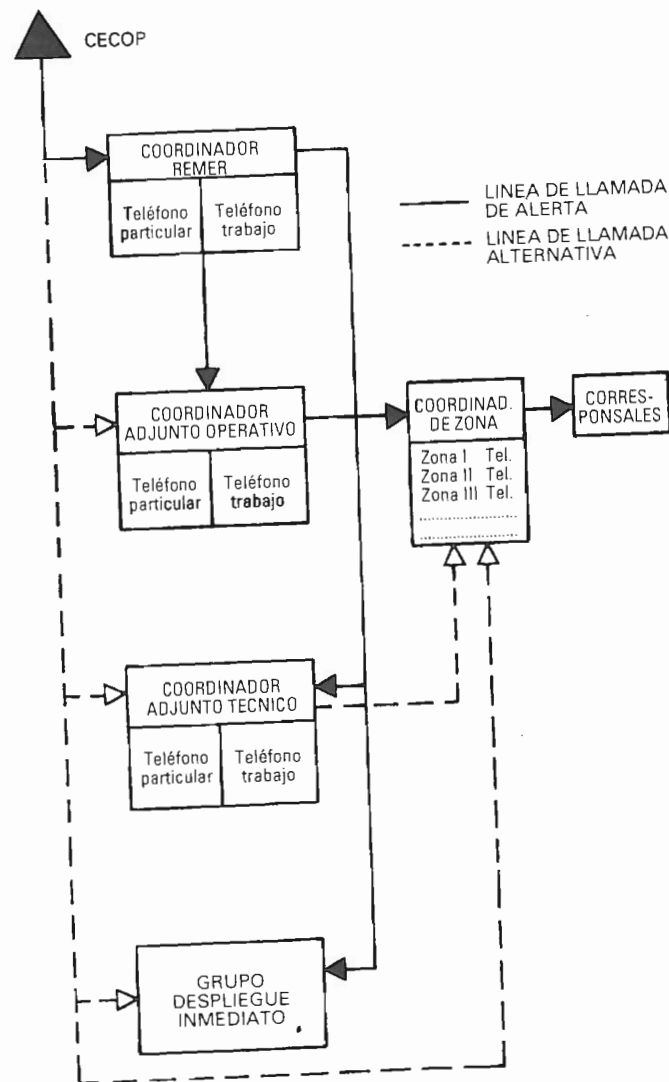 CECOP
COORDINADOR
REMER
Teléfono
particular
Teléfono
trabajo
LINEA DE LLAMADA
DE ALERTA
LINEA DE LLAMADA
ALTERNATIVA
COORDINADOR
ADJUNTO OPERATIVO
Teléfono
particular
Teléfono
trabajo
COORDINAD.
DE ZONA
Zona I Tel.
Zona II Tel.
Zona III Tel.
....................
....................
CORRES-
PONSALES
COORDINADOR
ADJUNTO TECNICO
Teléfono
particular
Teléfono
trabajo
GRUPO
DESPLIEGUE
INMEDIATO